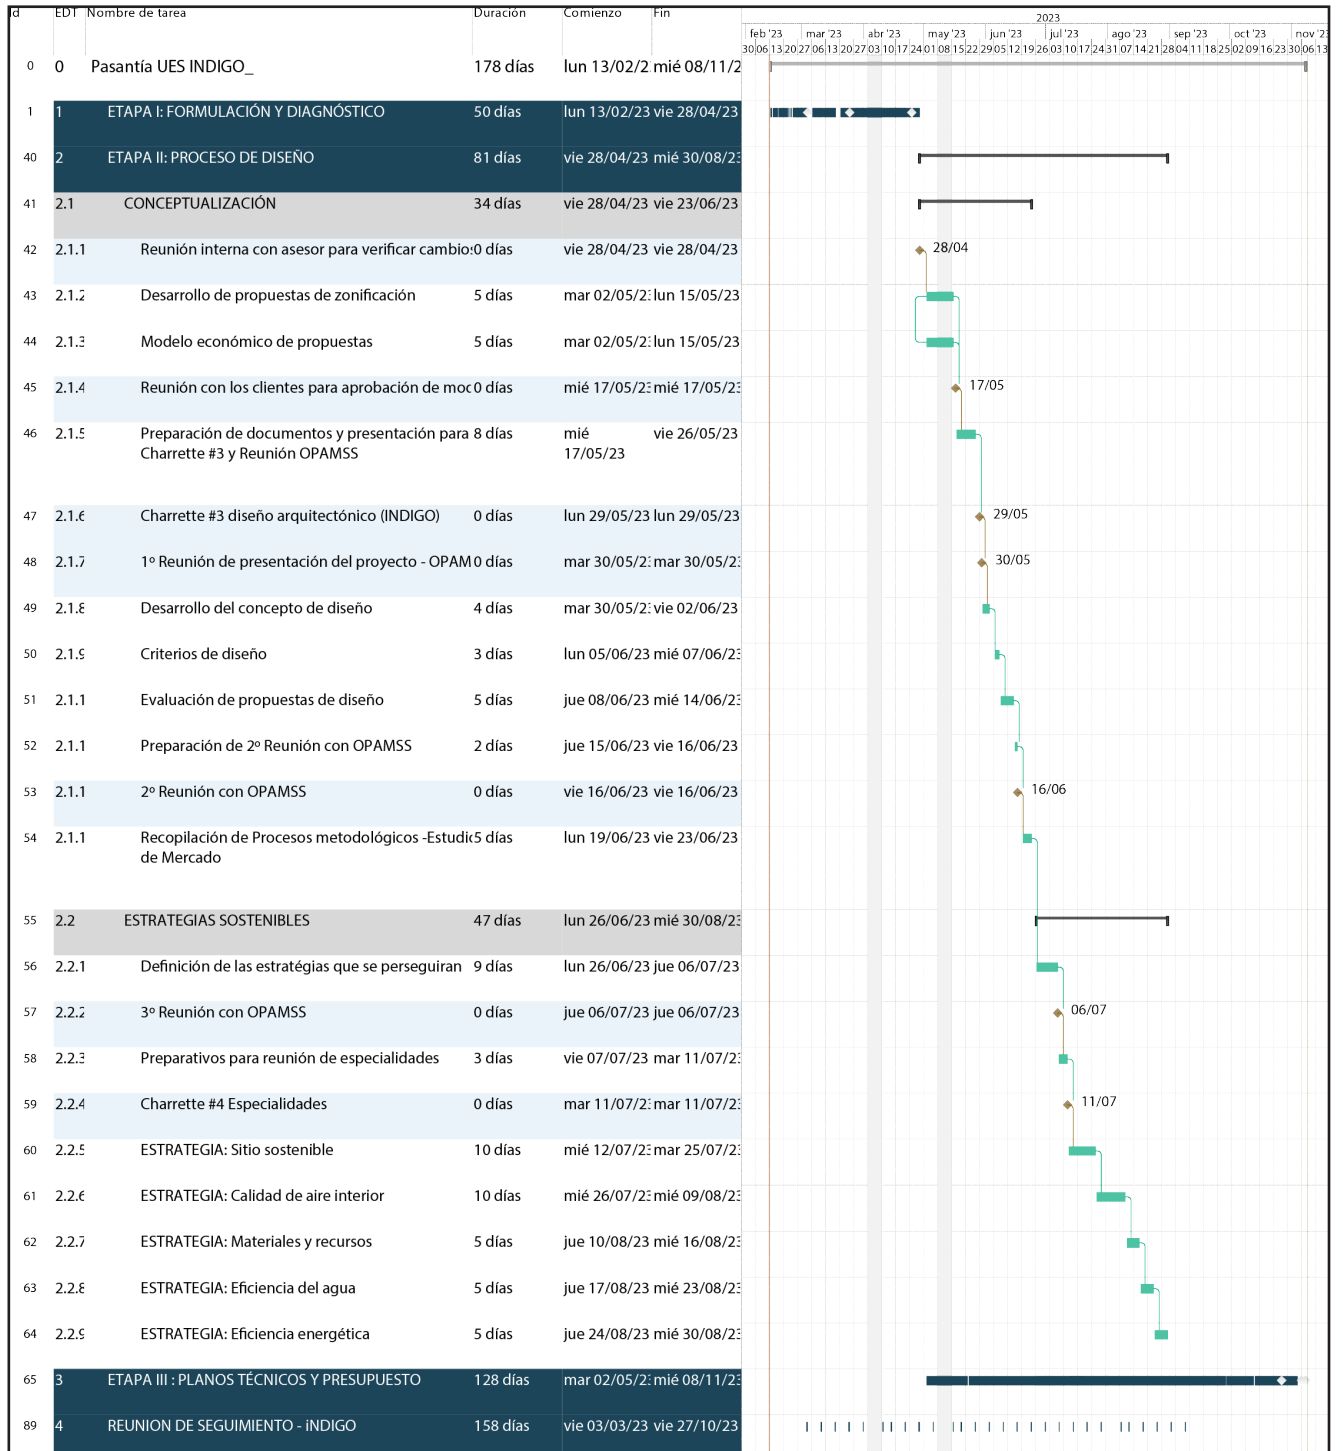 Id EDT Nombre de tarea Duración Comienzo Fin
2023
feb '23 mar '23 abr '23 may '23 jun '23 jul '23 ago '23 sep '23 oct '23 nov '23
30 06 13 20 27 06 13 20 27 03 10 17 24 01 08 15 22 29 05 12 19 26 03 10 17 24 31 07 14 21 28 04 11 18 25 02 09 16 23 30 06 13
0 0 Pasantía UES INDIGO_ 178 días lun 13/02/2 mié 08/11/2
1 1 ETAPA I: FORMULACIÓN Y DIAGNÓSTICO 50 días lun 13/02/23 vie 28/04/23
40 2 ETAPA II: PROCESO DE DISEÑO 81 días vie 28/04/23 mié 30/08/23
41 2.1 CONCEPTUALIZACIÓN 34 días vie 28/04/23 vie 23/06/23
42 2.1.1 Reunión interna con asesor para verificar cambios 0 días vie 28/04/23 vie 28/04/23 28/04
43 2.1.2 Desarrollo de propuestas de zonificación 5 días mar 02/05/23 lun 15/05/23
44 2.1.3 Modelo económico de propuestas 5 días mar 02/05/23 lun 15/05/23
45 2.1.4 Reunión con los clientes para aprobación de moc 0 días mié 17/05/23 mié 17/05/23 17/05
46 2.1.5 Preparación de documentos y presentación para 8 días mié vie 26/05/23
Charrette #3 y Reunión OPAMSS 17/05/23
47 2.1.6 Charrette #3 diseño arquitectónico (INDIGO) 0 días lun 29/05/23 lun 29/05/23 29/05
48 2.1.7 1º Reunión de presentación del proyecto - OPAM 0 días mar 30/05/23 mar 30/05/23 30/05
49 2.1.8 Desarrollo del concepto de diseño 4 días mar 30/05/23 vie 02/06/23
50 2.1.9 Criterios de diseño 3 días lun 05/06/23 mié 07/06/23
51 2.1.1 Evaluación de propuestas de diseño 5 días jue 08/06/23 mié 14/06/23
52 2.1.1 Preparación de 2º Reunión con OPAMSS 2 días jue 15/06/23 vie 16/06/23
53 2.1.1 2º Reunión con OPAMSS 0 días vie 16/06/23 vie 16/06/23 16/06
54 2.1.1 Recopilación de Procesos metodológicos -Estudio 5 días lun 19/06/23 vie 23/06/23
de Mercado
55 2.2 ESTRATEGIAS SOSTENIBLES 47 días lun 26/06/23 mié 30/08/23
56 2.2.1 Definición de las estratégias que se perseguiran 9 días lun 26/06/23 jue 06/07/23
57 2.2.2 3º Reunión con OPAMSS 0 días jue 06/07/23 jue 06/07/23 06/07
58 2.2.3 Preparativos para reunión de especialidades 3 días vie 07/07/23 mar 11/07/23
59 2.2.4 Charrette #4 Especialidades 0 días mar 11/07/23 mar 11/07/23 11/07
60 2.2.5 ESTRATEGIA: Sitio sostenible 10 días mié 12/07/23 mar 25/07/23
61 2.2.6 ESTRATEGIA: Calidad de aire interior 10 días mié 26/07/23 mié 09/08/23
62 2.2.7 ESTRATEGIA: Materiales y recursos 5 días jue 10/08/23 mié 16/08/23
63 2.2.8 ESTRATEGIA: Eficiencia del agua 5 días jue 17/08/23 mié 23/08/23
64 2.2.9 ESTRATEGIA: Eficiencia energética 5 días jue 24/08/23 mié 30/08/23
65 3 ETAPA III : PLANOS TÉCNICOS Y PRESUPUESTO 128 días mar 02/05/23 mié 08/11/23
89 4 REUNION DE SEGUIMIENTO - iNDIGO 158 días vie 03/03/23 vie 27/10/23